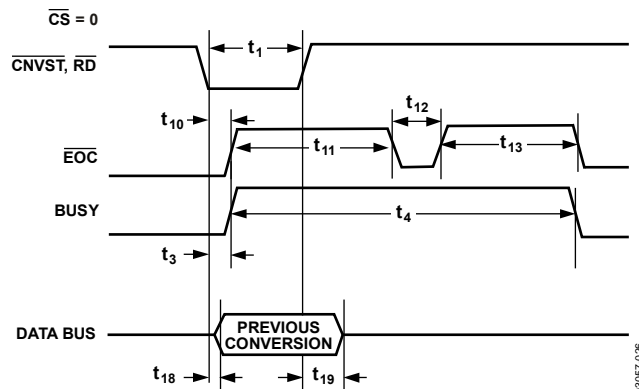 CS = 0
CNVST, RD
t1
t10
t12
EOC
t11
t13
BUSY
t4
t3
DATA BUS
PREVIOUS
CONVERSION
t18
t19